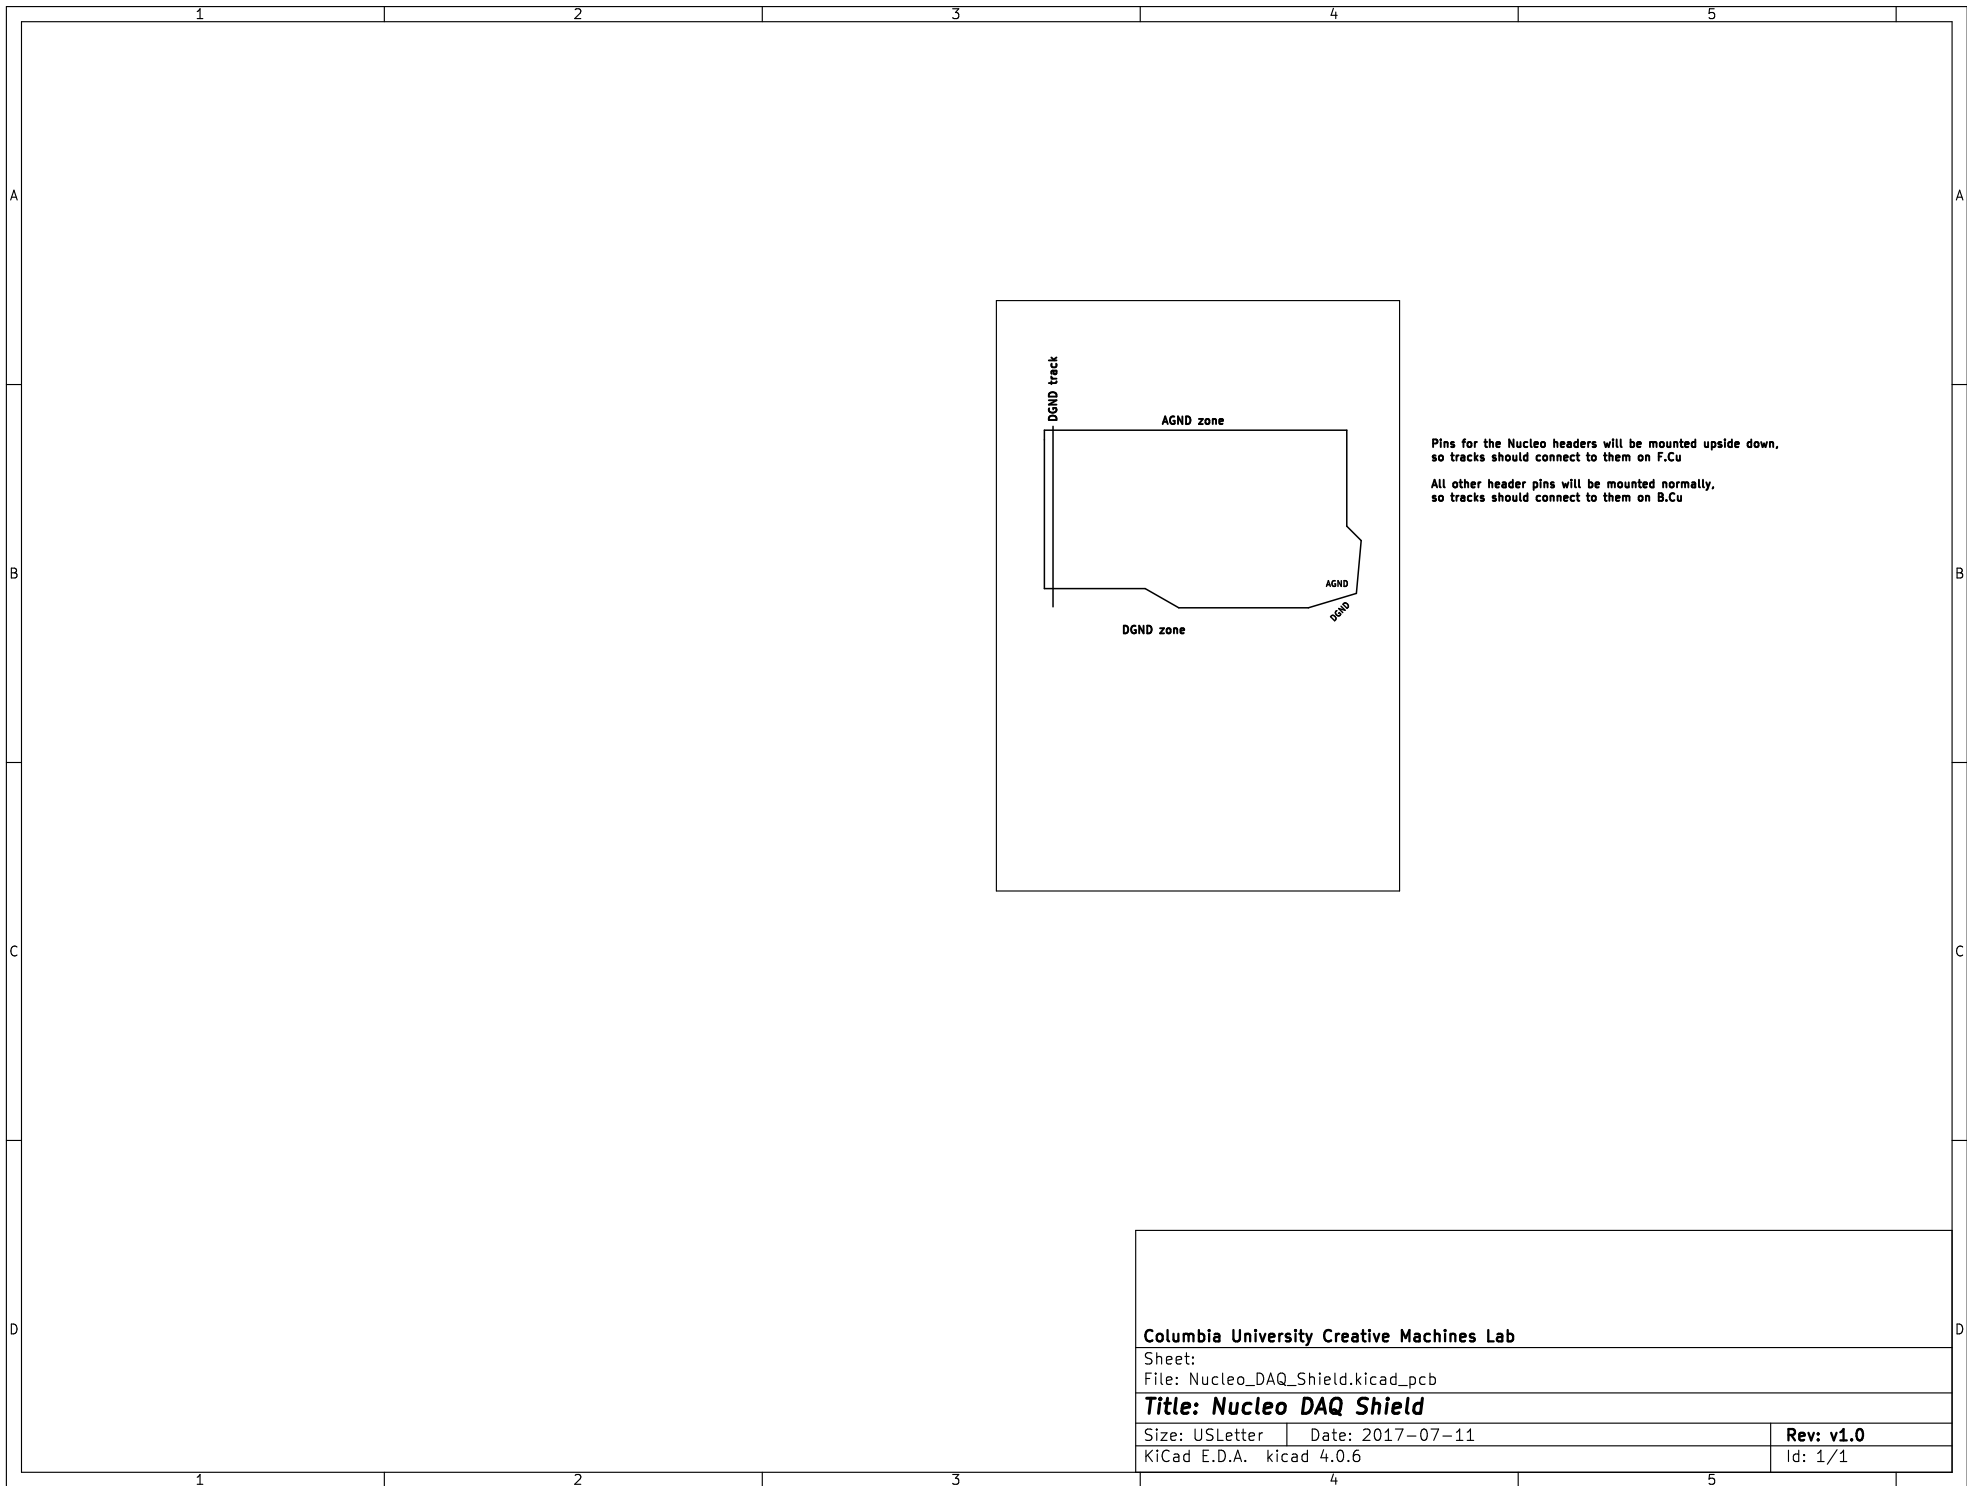 1 2 3 4 5
A A
DGND track
AGND zone
Pins for the Nucleo headers will be mounted upside down,
so tracks should connect to them on F.Cu
All other header pins will be mounted normally,
so tracks should connect to them on B.Cu
B B
AGND
DGND
DGND zone
C C
D D
Columbia University Creative Machines Lab
Sheet:
File: Nucleo_DAQ_Shield.kicad_pcb
Title: Nucleo DAQ Shield
Size: USLetter Date: 2017-07-11 Rev: v1.0
KiCad E.D.A. kicad 4.0.6 Id: 1/1
1 2 3 4 5